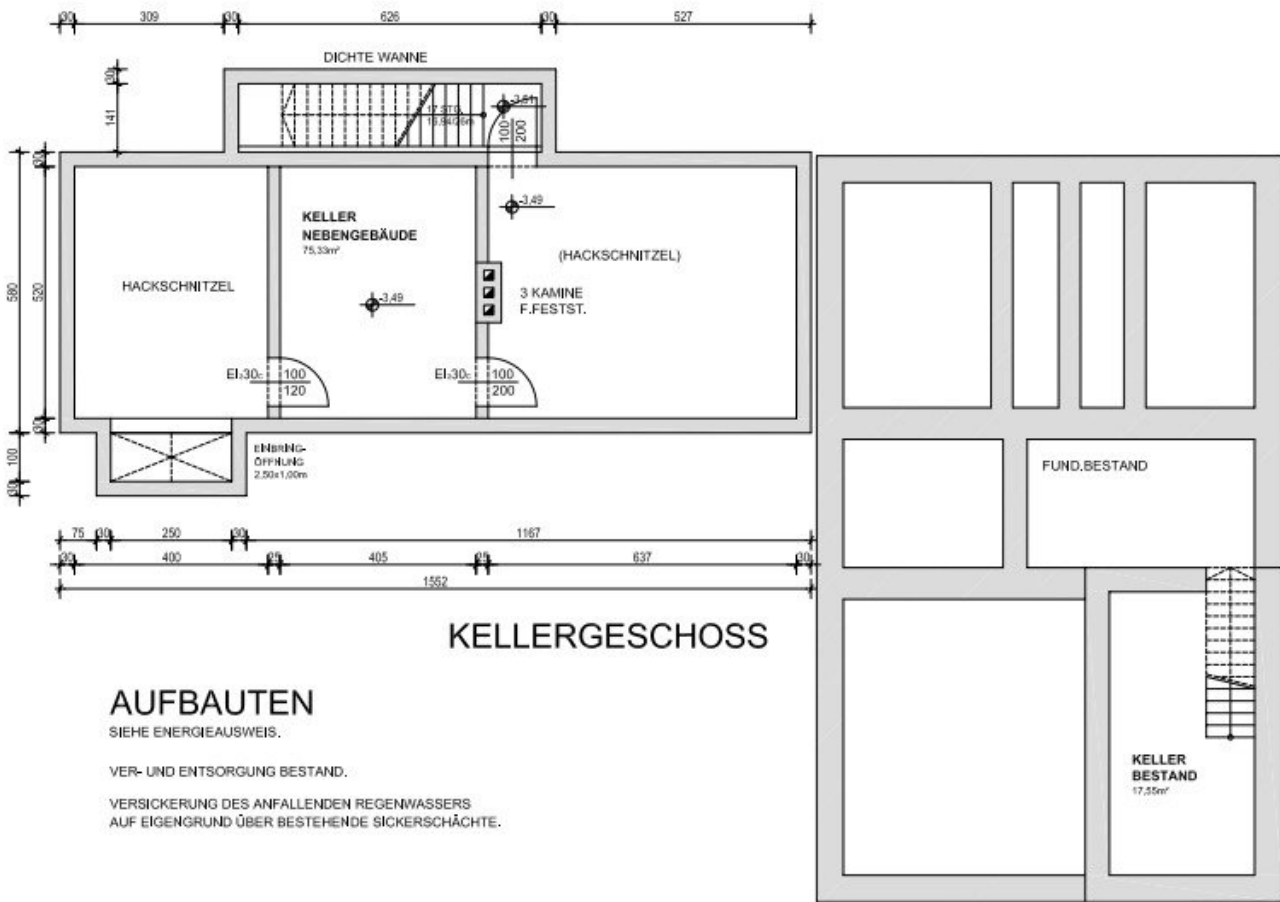 30 309 30 626 30 527
DICHTE WANNE
30
141
30
580
520
30
100
30
17 STG.
-3,51
100
200
-3,49
KELLER
NEBENGEBÄUDE
75,33m²
HACKSCHNITZEL
-3,49
(HACKSCHNITZEL)
3 KAMINE
F.FESTST.
EI₂30c 100
120
EI₂30c 100
200
EINBRING-
ÖFFNUNG
2,50x1,00m
75 30 250 30 1167
30 400 25 405 25 637 30
1552
FUND.BESTAND
KELLER
BESTAND
17,55m²
KELLERGESCHOSS
AUFBAUTEN
SIEHE ENERGIEAUSWEIS.
VER- UND ENTSORGUNG BESTAND.
VERSICKERUNG DES ANFALLENDEN REGENWASSERS
AUF EIGENGRUND ÜBER BESTEHENDE SICKERSCHÄCHTE.